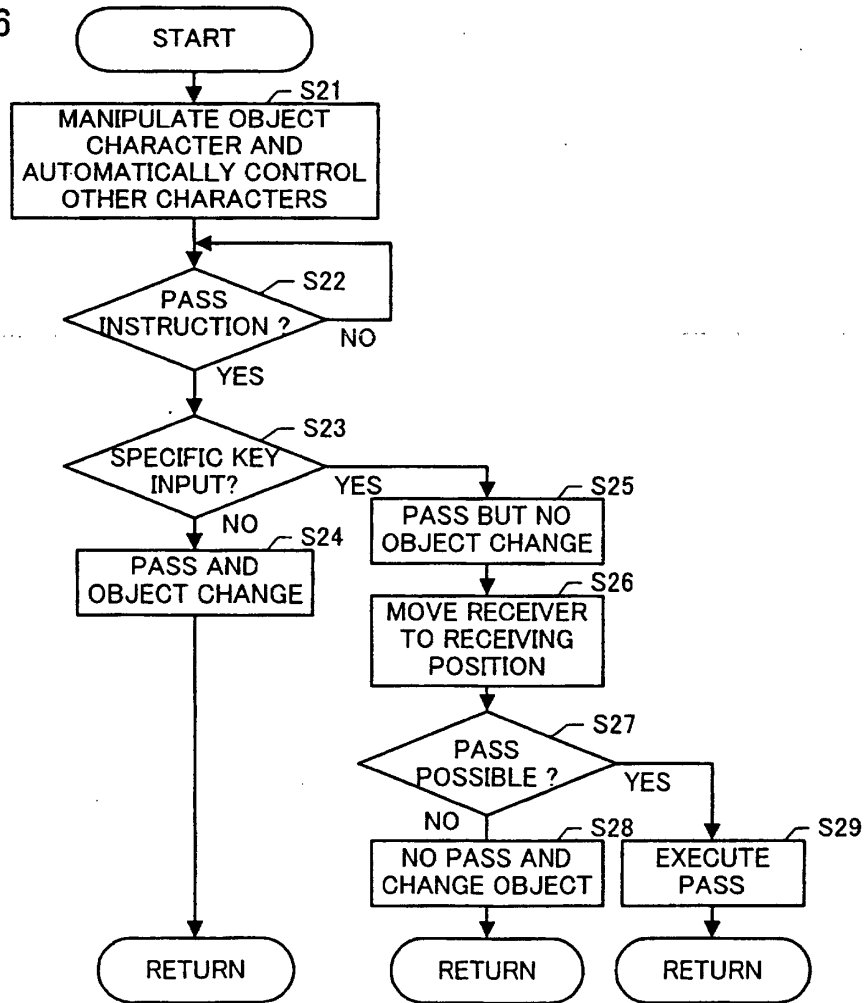 6
START
S21
MANIPULATE OBJECT
CHARACTER AND
AUTOMATICALLY CONTROL
OTHER CHARACTERS
S22
PASS
INSTRUCTION ?
NO
YES
S23
SPECIFIC KEY
INPUT?
YES
NO
S24
PASS AND
OBJECT CHANGE
S25
PASS BUT NO
OBJECT CHANGE
S26
MOVE RECEIVER
TO RECEIVING
POSITION
S27
PASS
POSSIBLE ?
YES
NO
S28
NO PASS AND
CHANGE OBJECT
S29
EXECUTE
PASS
RETURN
RETURN
RETURN